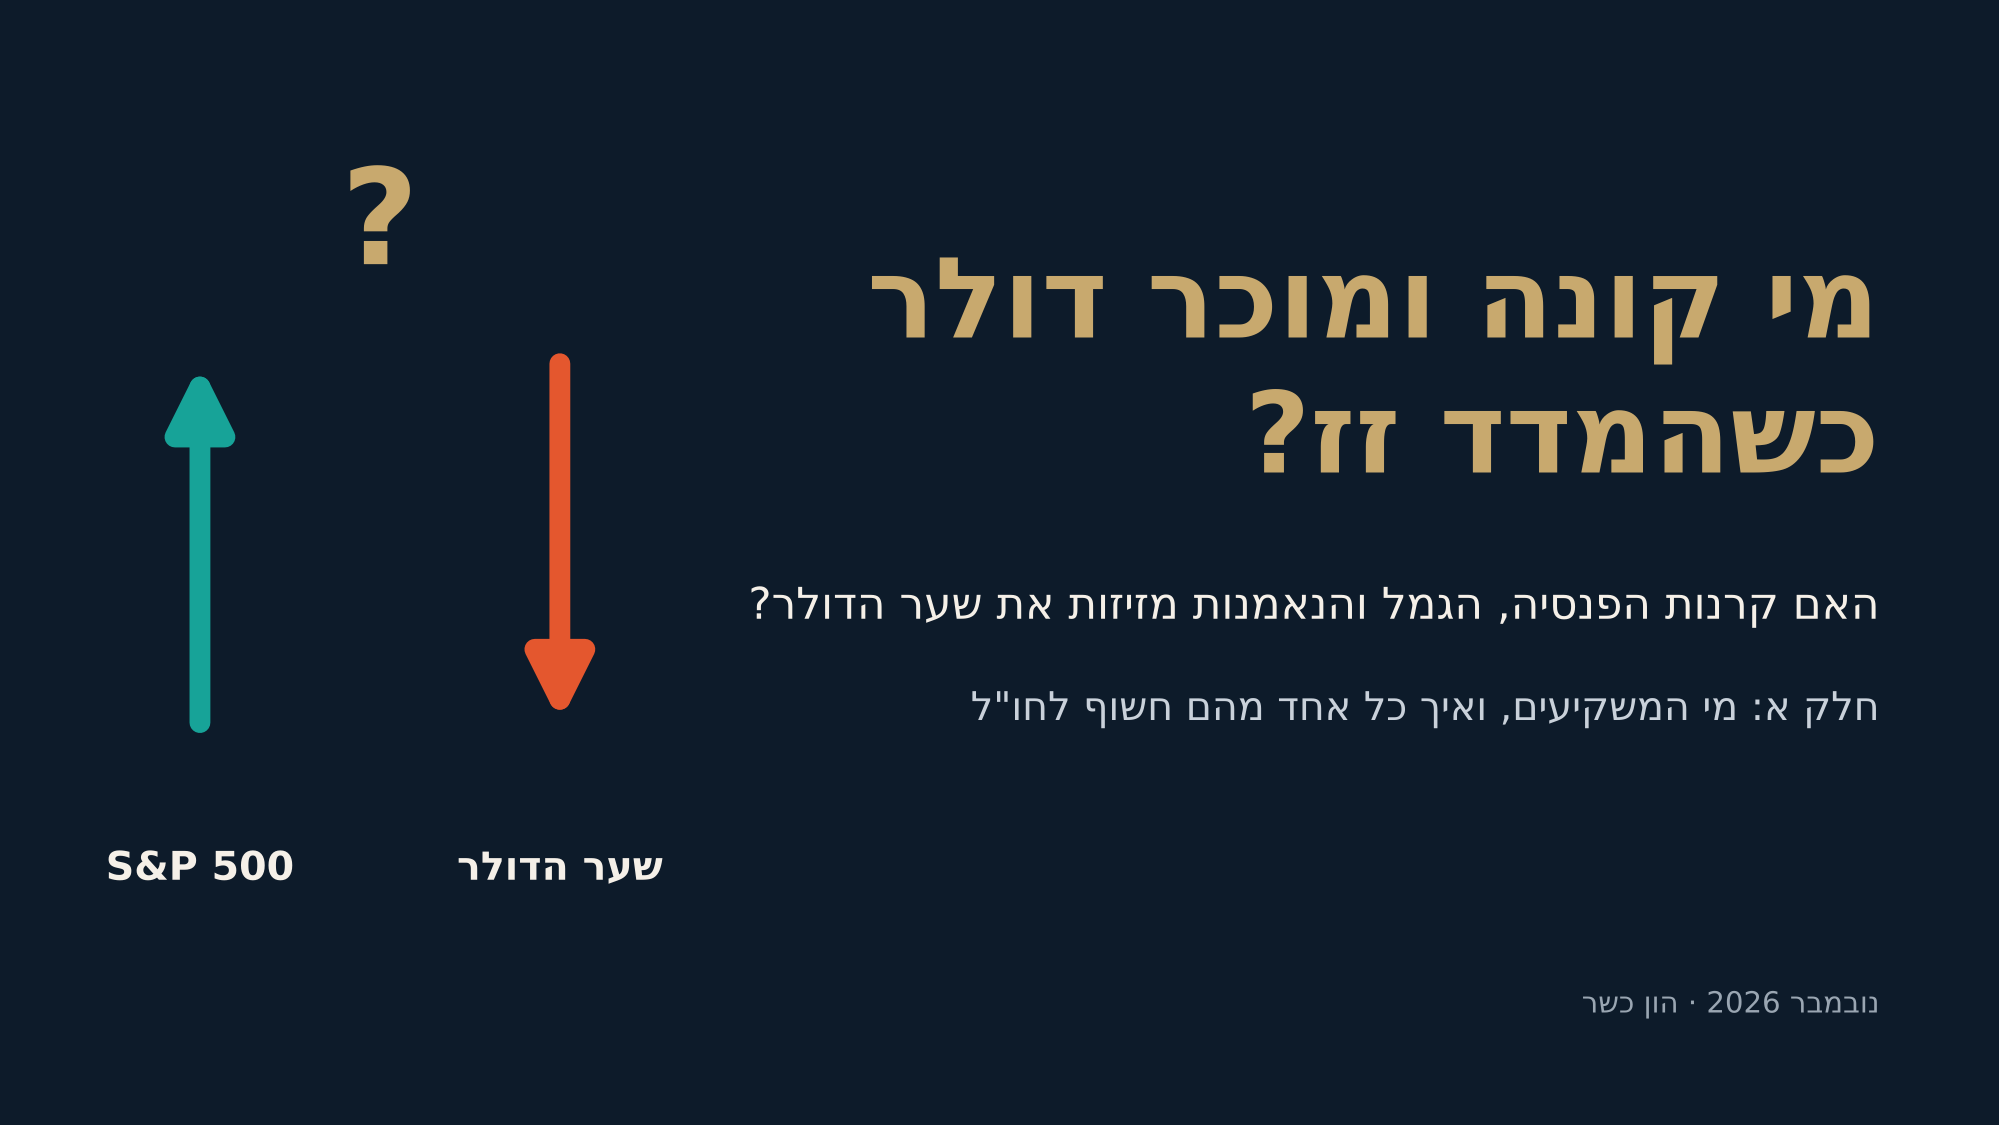 ?
מי קונה ומוכר דולר
כשהמדד זז?
האם קרנות הפנסיה, הגמל והנאמנות מזיזות את שער הדולר?
חלק א: מי המשקיעים, ואיך כל אחד מהם חשוף לחו"ל
שער הדולר
S&P 500
נובמבר 2026 · הון כשר